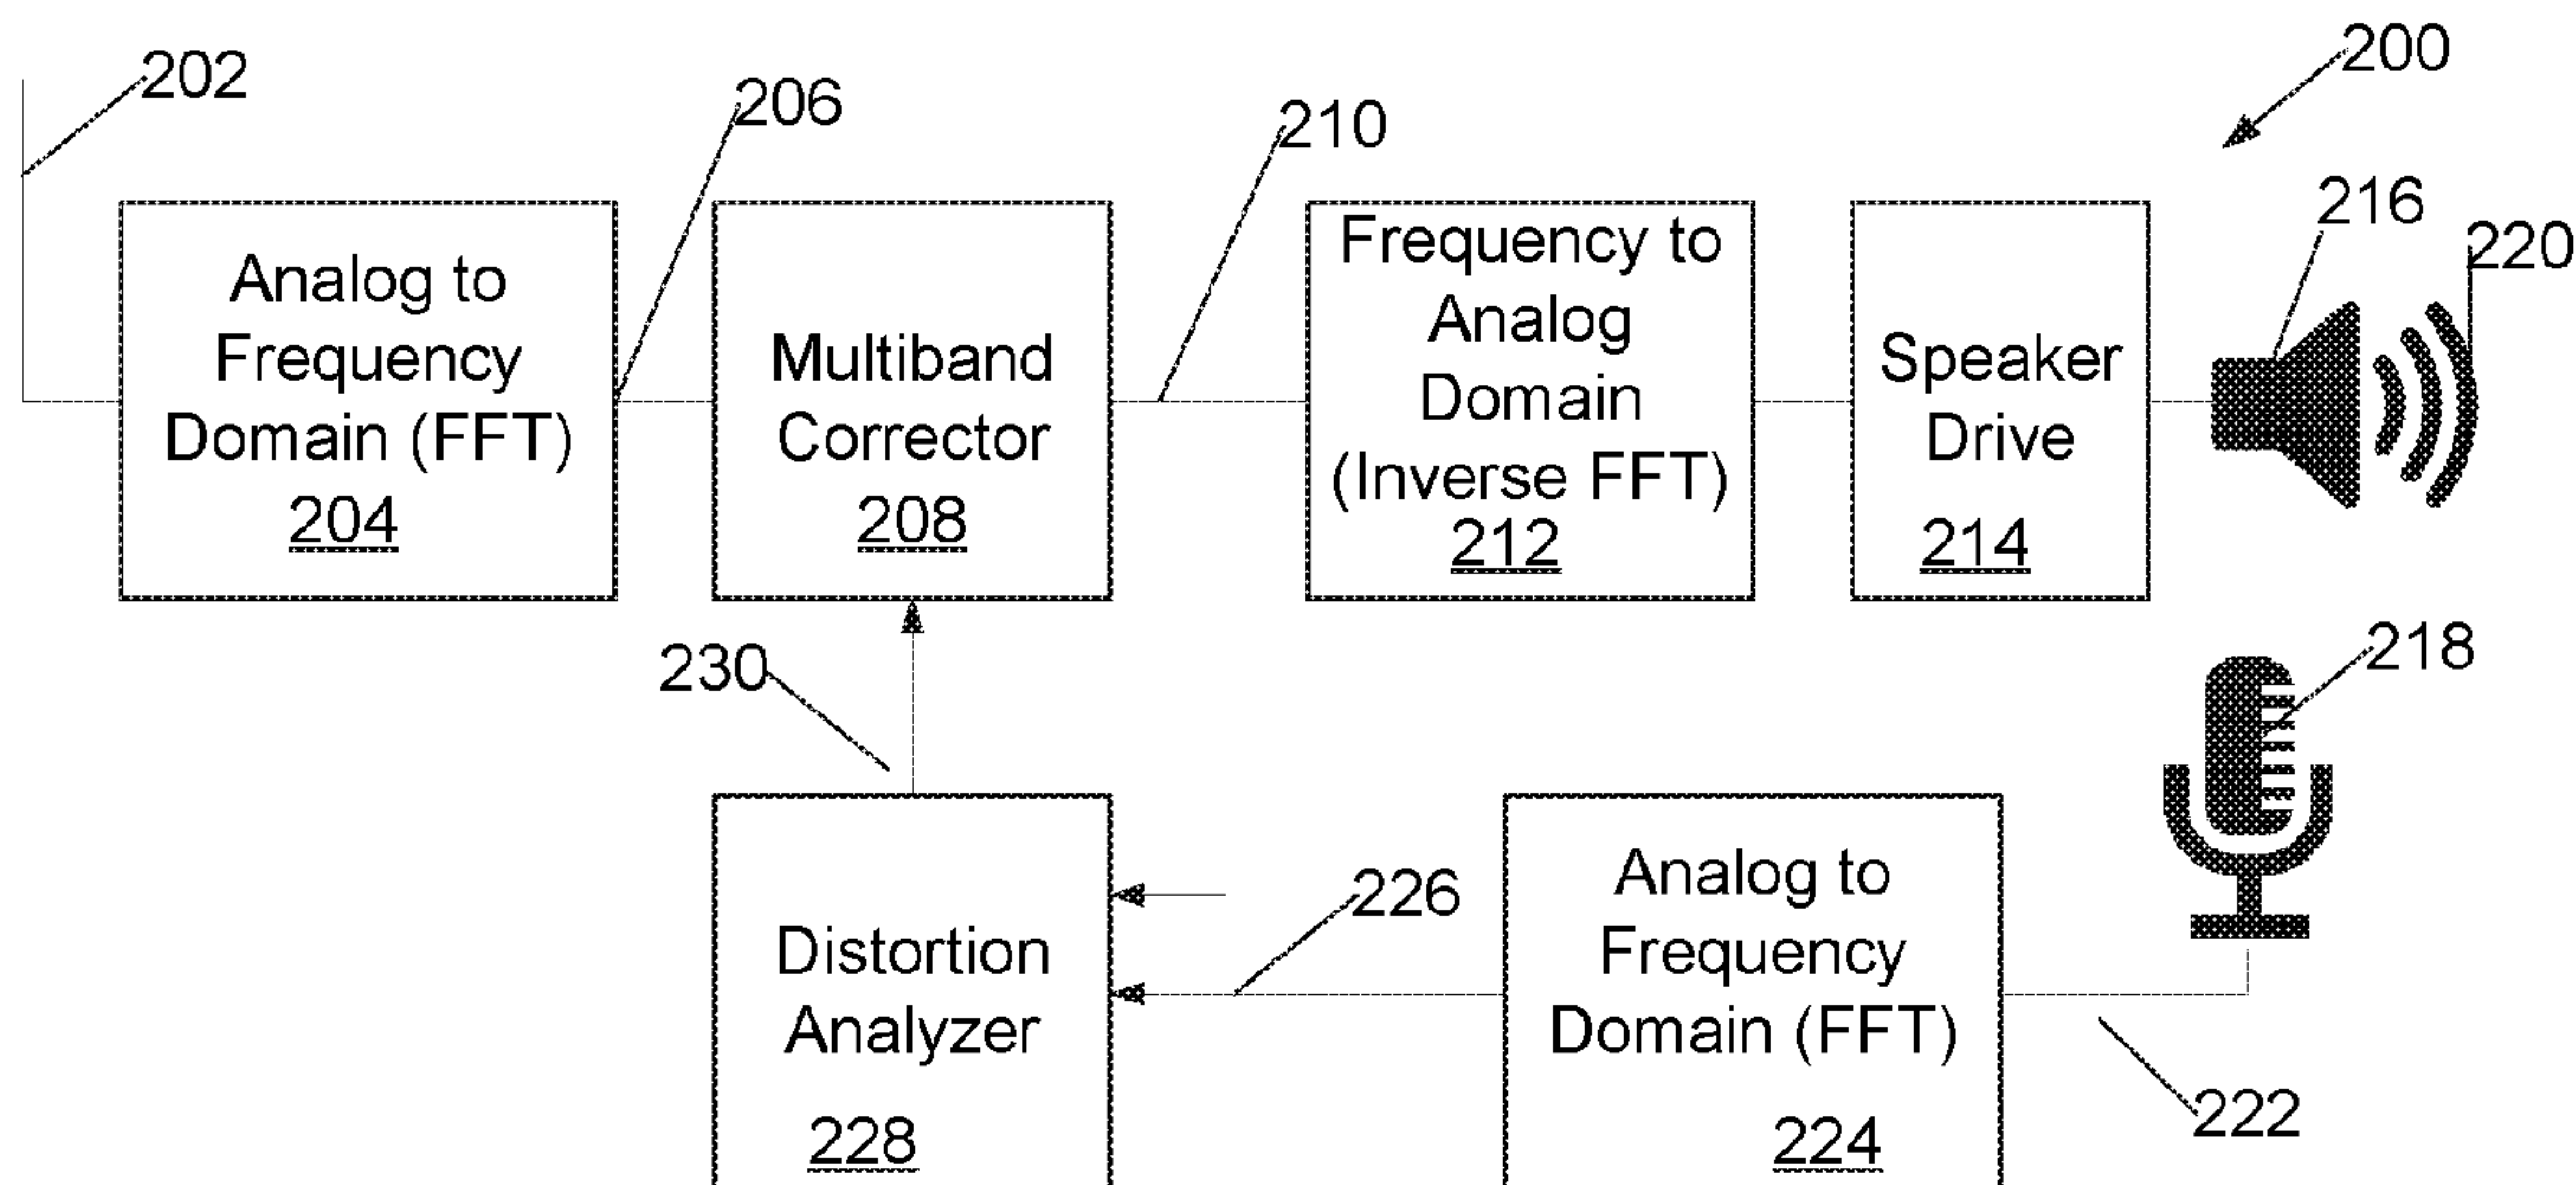 200
202
206
210
216
220
Analog to
Frequency
Domain (FFT)
204
Multiband
Corrector
208
Frequency to
Analog
Domain
(Inverse FFT)
212
Speaker
Drive
214
230
218
Distortion
Analyzer
228
226
Analog to
Frequency
Domain (FFT)
224
222